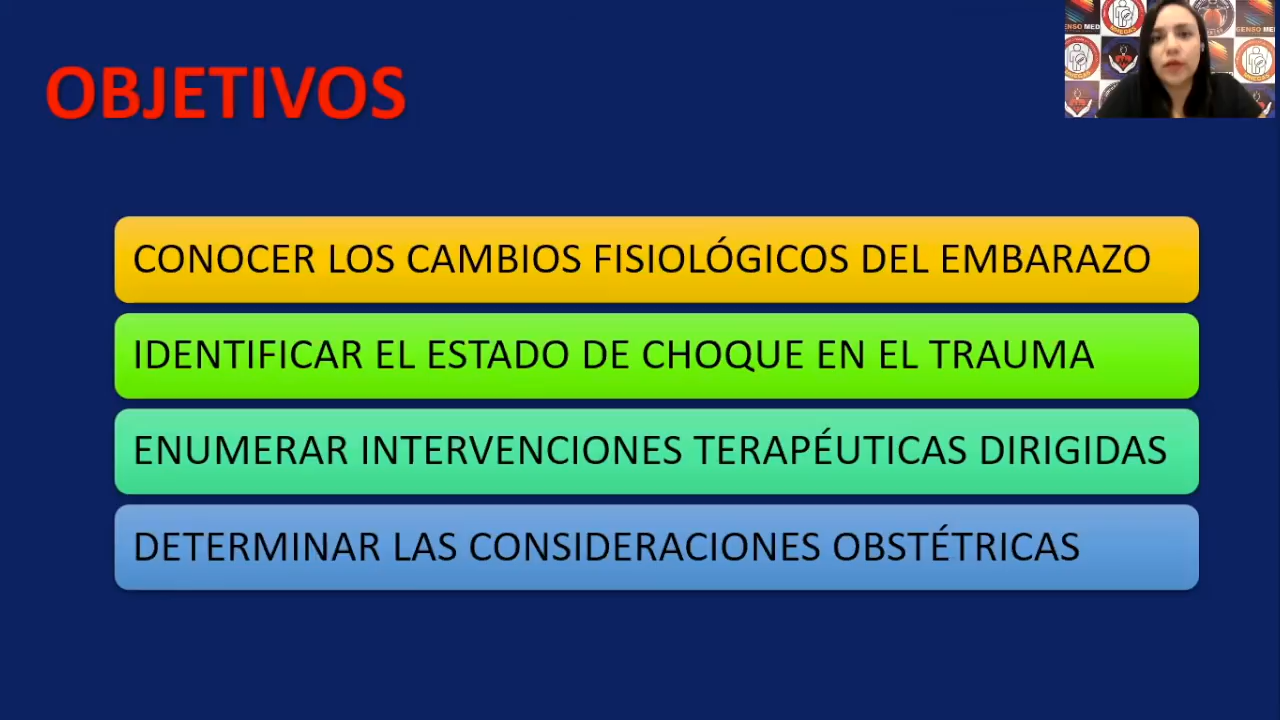 OBJETIVOS
CONOCER LOS CAMBIOS FISIOLÓGICOS DEL EMBARAZO
IDENTIFICAR EL ESTADO DE CHOQUE EN EL TRAUMA
ENUMERAR INTERVENCIONES TERAPÉUTICAS DIRIGIDAS
DETERMINAR LAS CONSIDERACIONES OBSTÉTRICAS